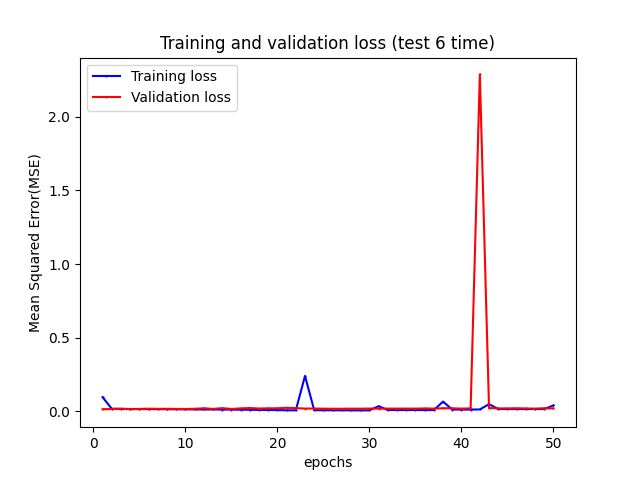 Training and validation loss (test 6 time)
Training loss
Validation loss
Mean Squared Error(MSE)
2.0
1.5
1.0
0.5
0.0
0 10 20 30 40 50
epochs